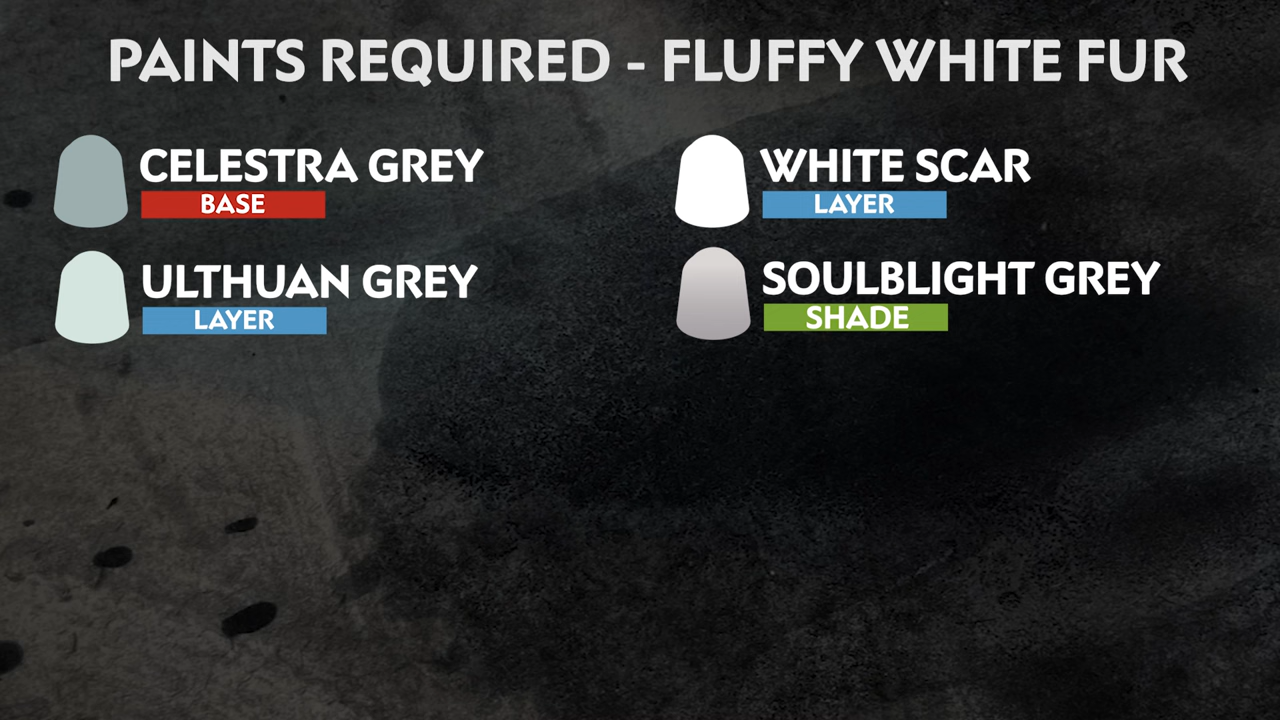 PAINTS REQUIRED - FLUFFY WHITE FUR
CELESTRA GREY
BASE
ULTHUAN GREY
LAYER
WHITE SCAR
LAYER
SOULBLIGHT GREY
SHADE